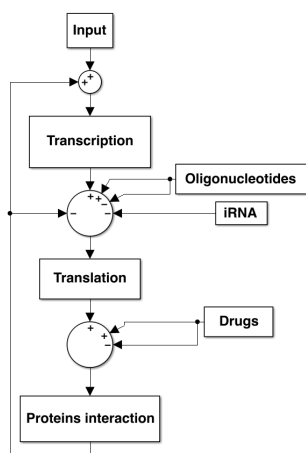 Input
+
+
Transcription
Oligonucleotides
+
+
−
−
−
iRNA
Translation
Drugs
+
+
−
Proteins interaction